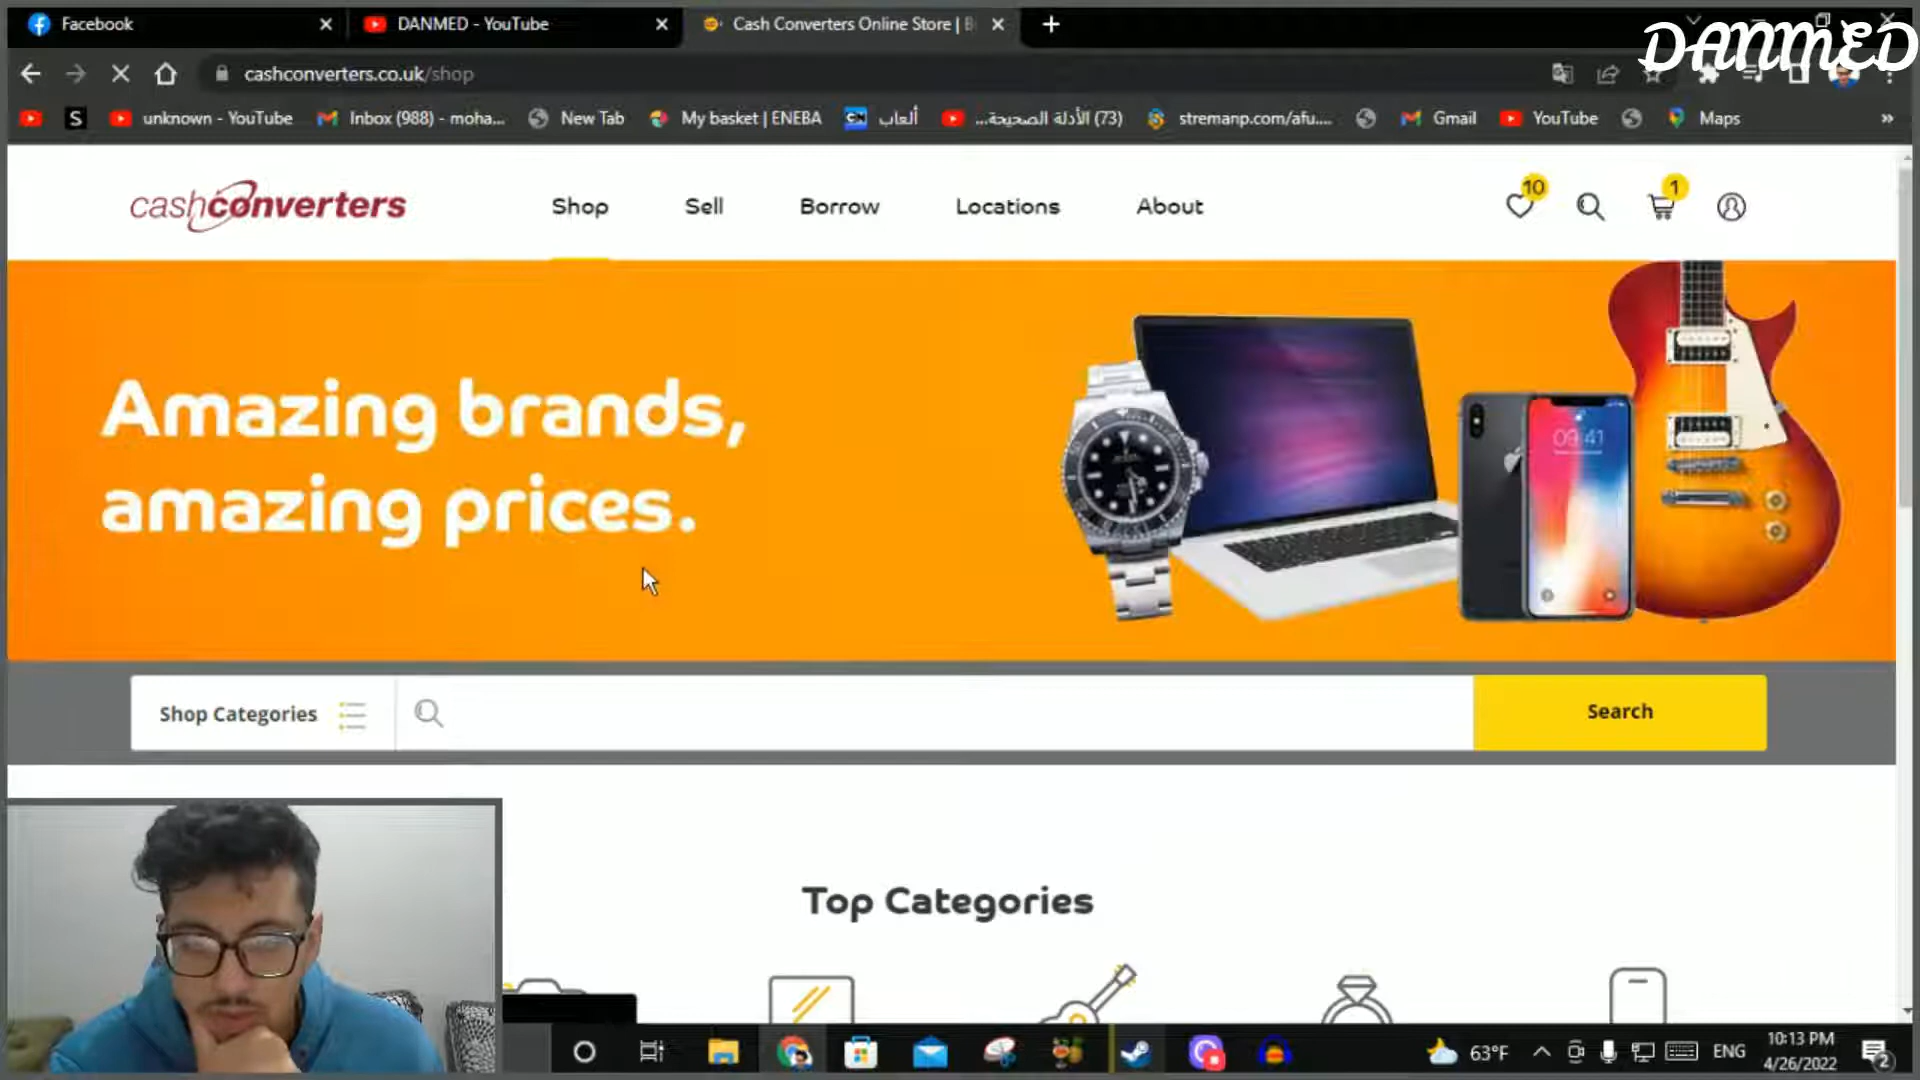 Facebook
DANMED - YouTube
Cash Converters Online Store | B
DANMED
cashconverters.co.uk/shop
S
unknown - YouTube
Inbox (988) - moha...
New Tab
My basket | ENEBA
ألعاب
...الأدلة الصحيحة (73)
stremanp.com/afu....
Gmail
YouTube
Maps
»
cashconverters
Shop
Sell
Borrow
Locations
About
10
1
Amazing brands,
amazing prices.
09:41
Shop Categories
Search
Top Categories
63°F
ENG
10:13 PM
4/26/2022
2